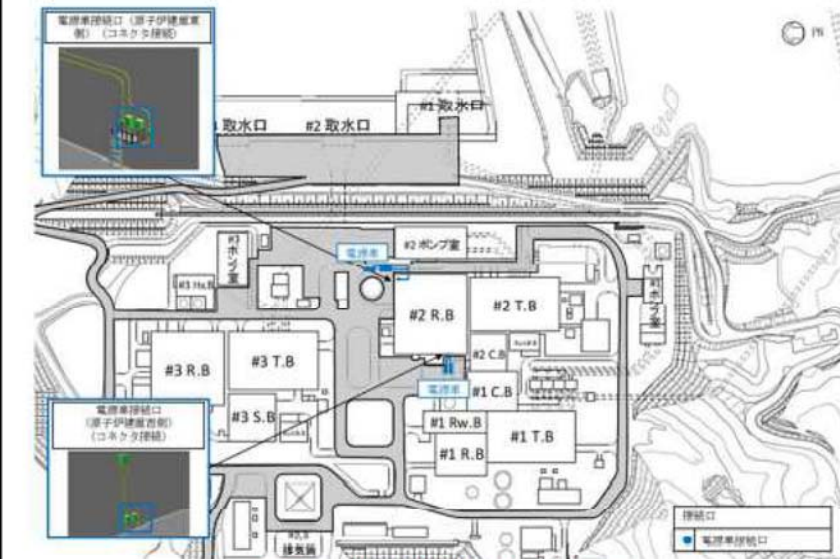 電源車接続口（原子炉建屋東
側）（コネクタ接続）
PN
#1 取水口
取水口
#2 取水口
電源車
#2 ポンプ室
#3 ポンプ室
#3 Hx.B
#1 ポンプ室
#2 R.B
#2 T.B
#3 R.B
#3 T.B
#2 C.B
電源車
#1 C.B
#3 S.B
#1 Rw.B
#1 T.B
#1 R.B
電源車接続口
（原子炉建屋西側）
（コネクタ接続）
排気筒
接続口
電源車接続口